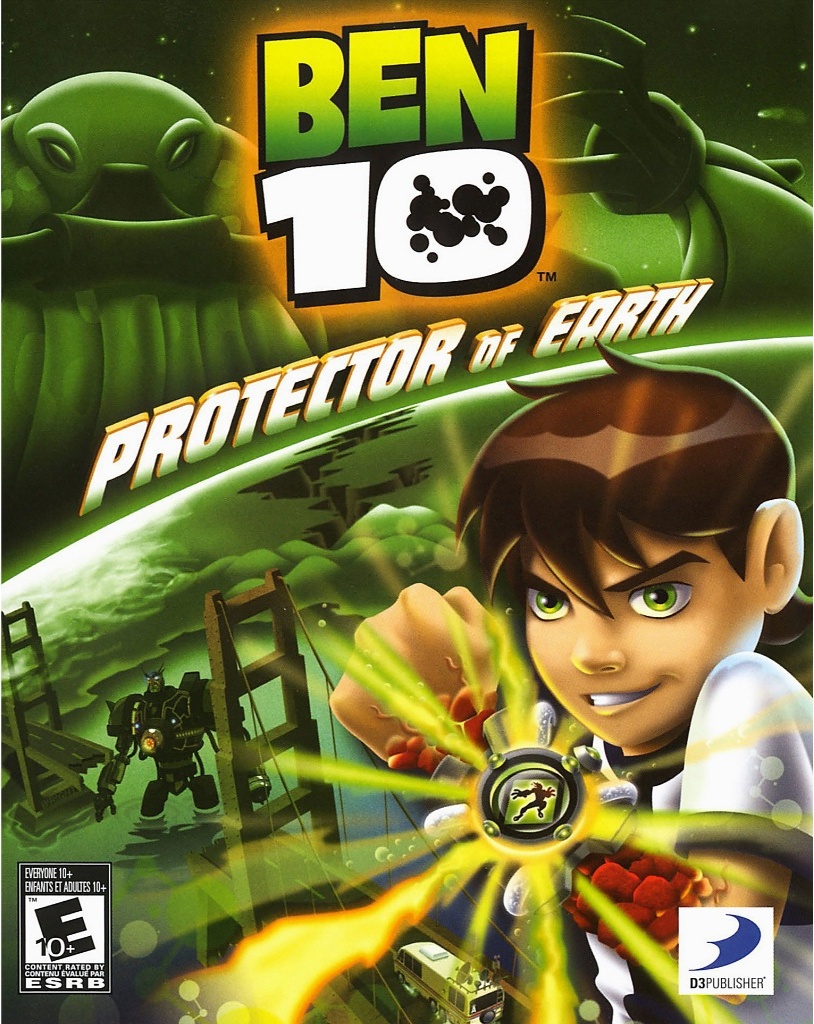 BEN
10
TM
PROTECTOR OF EARTH
EVERYONE 10+
ENFANTS ET ADULTES 10+
TM
E
10+
CONTENT RATED BY
CONTENU ÉVALUÉ PAR
ESRB
D3PUBLISHER